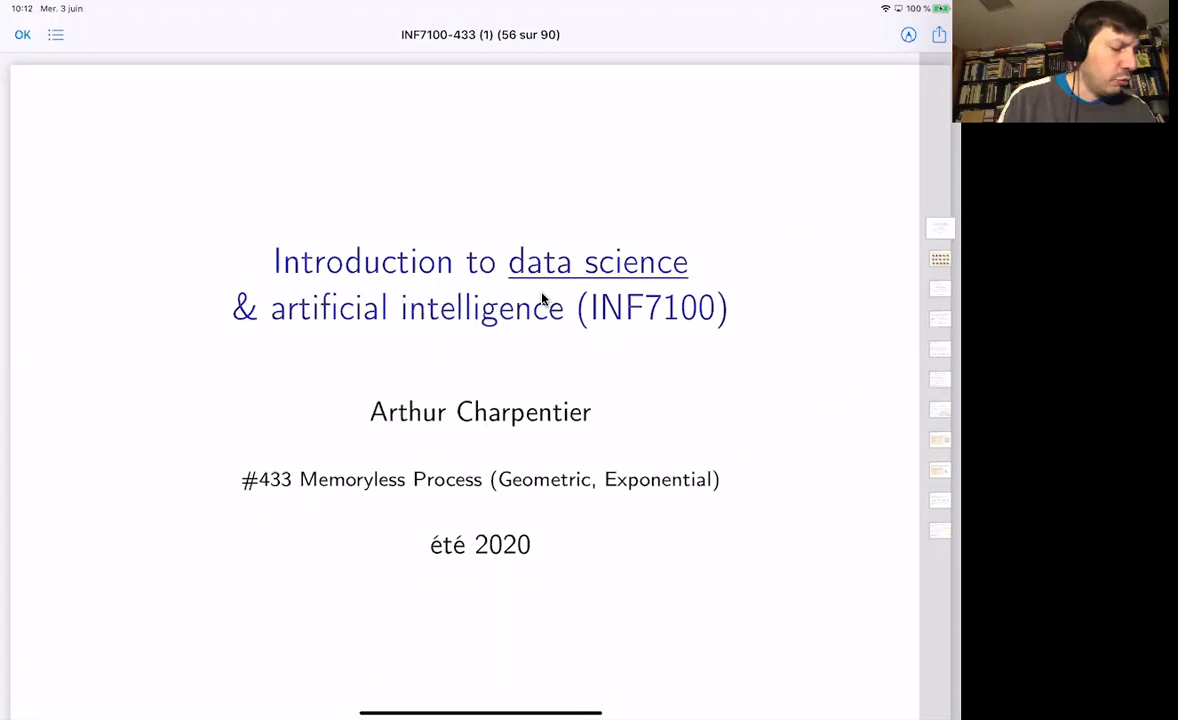 10:12 Mer. 3 juin
100 %
OK
INF7100-433 (1) (56 sur 90)
Introduction to data science
& artificial intelligence (INF7100)
Arthur Charpentier
#433 Memoryless Process (Geometric, Exponential)
été 2020